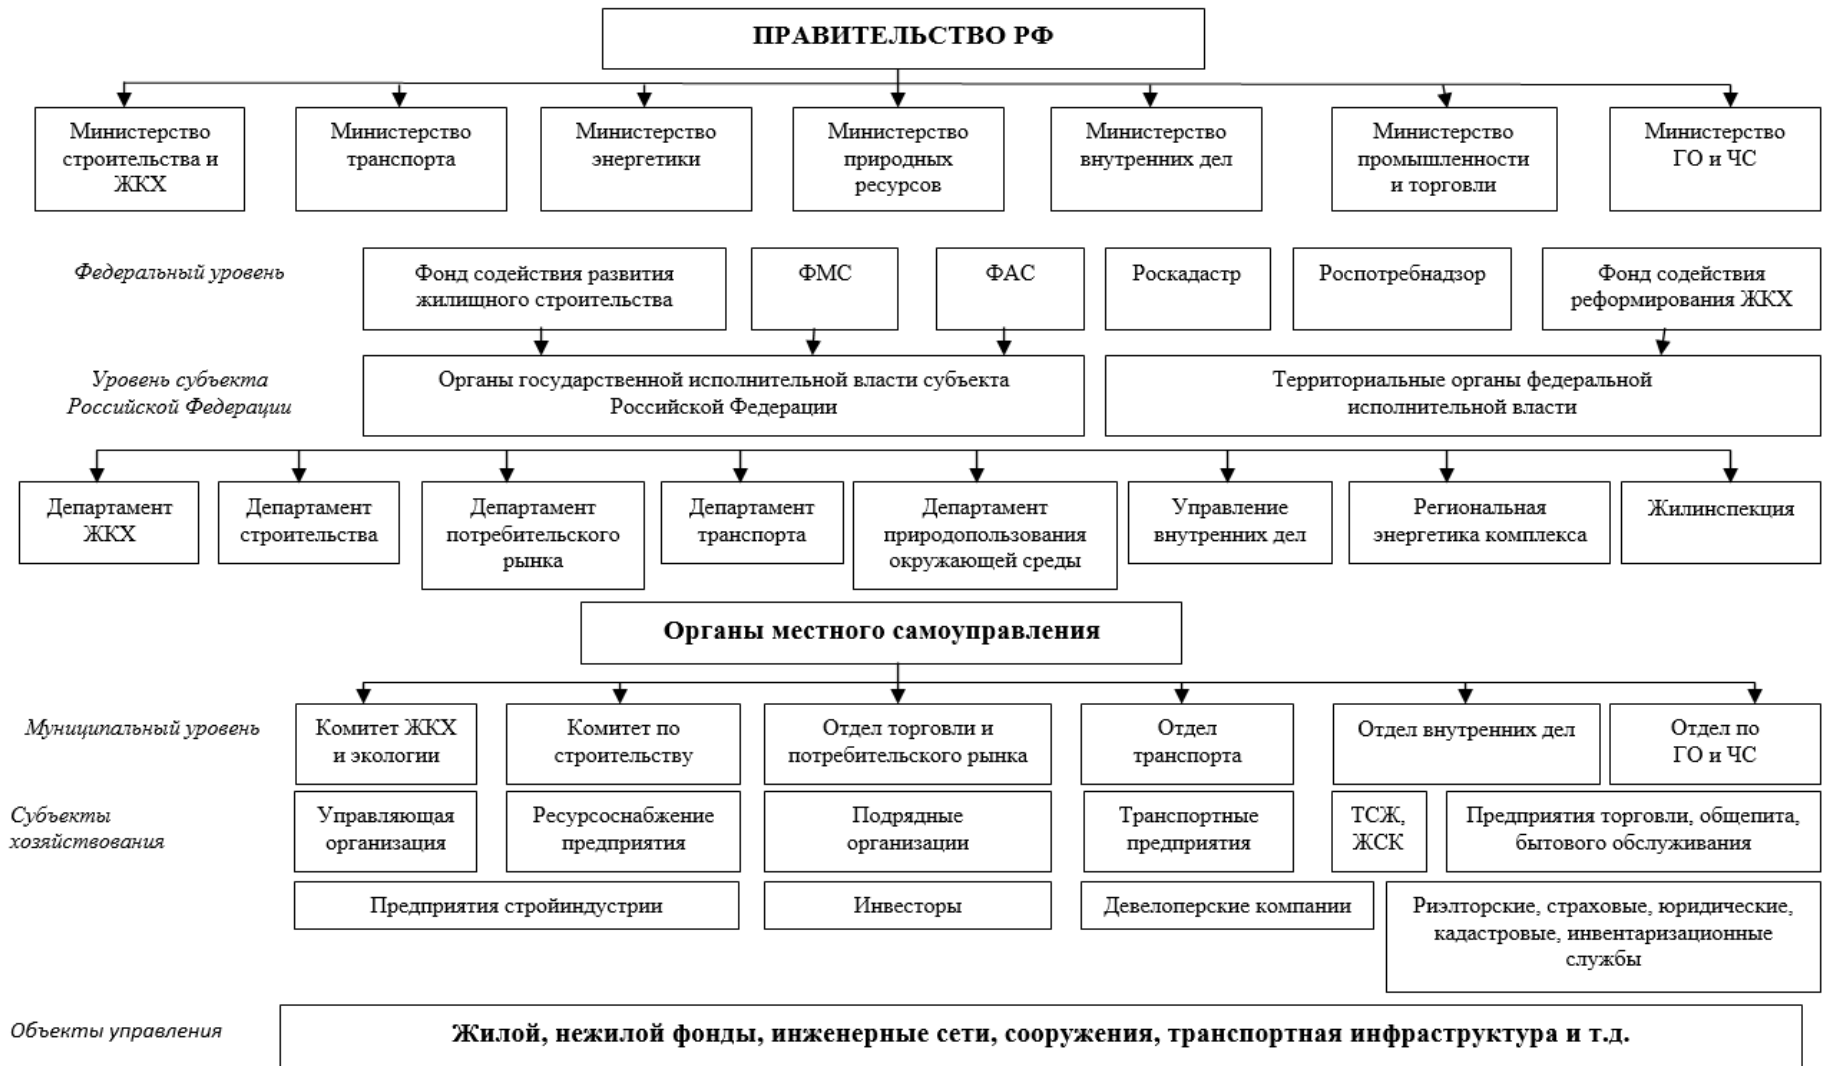 ПРАВИТЕЛЬСТВО РФ
Министерство
строительства и
ЖКХ
Министерство
транспорта
Министерство
энергетики
Министерство
природных
ресурсов
Министерство
внутренних дел
Министерство
промышленности
и торговли
Министерство
ГО и ЧС
Федеральный уровень
Фонд содействия развития
жилищного строительства
ФМС
ФАС
Роскадастр
Роспотребнадзор
Фонд содействия
реформирования ЖКХ
Уровень субъекта
Российской Федерации
Органы государственной исполнительной власти субъекта
Российской Федерации
Территориальные органы федеральной
исполнительной власти
Департамент
ЖКХ
Департамент
строительства
Департамент
потребительского
рынка
Департамент
транспорта
Департамент
природопользования
окружающей среды
Управление
внутренних дел
Региональная
энергетика комплекса
Жилинспекция
Органы местного самоуправления
Муниципальный уровень
Комитет ЖКХ
и экологии
Комитет по
строительству
Отдел торговли и
потребительского рынка
Отдел
транспорта
Отдел внутренних дел
Отдел по
ГО и ЧС
Субъекты
хозяйствования
Управляющая
организация
Ресурсоснабжение
предприятия
Подрядные
организации
Транспортные
предприятия
ТСЖ,
ЖСК
Предприятия торговли, общепита,
бытового обслуживания
Предприятия стройиндустрии
Инвесторы
Девелоперские компании
Риэлторские, страховые, юридические,
кадастровые, инвентаризационные
службы
Объекты управления
Жилой, нежилой фонды, инженерные сети, сооружения, транспортная инфраструктура и т.д.